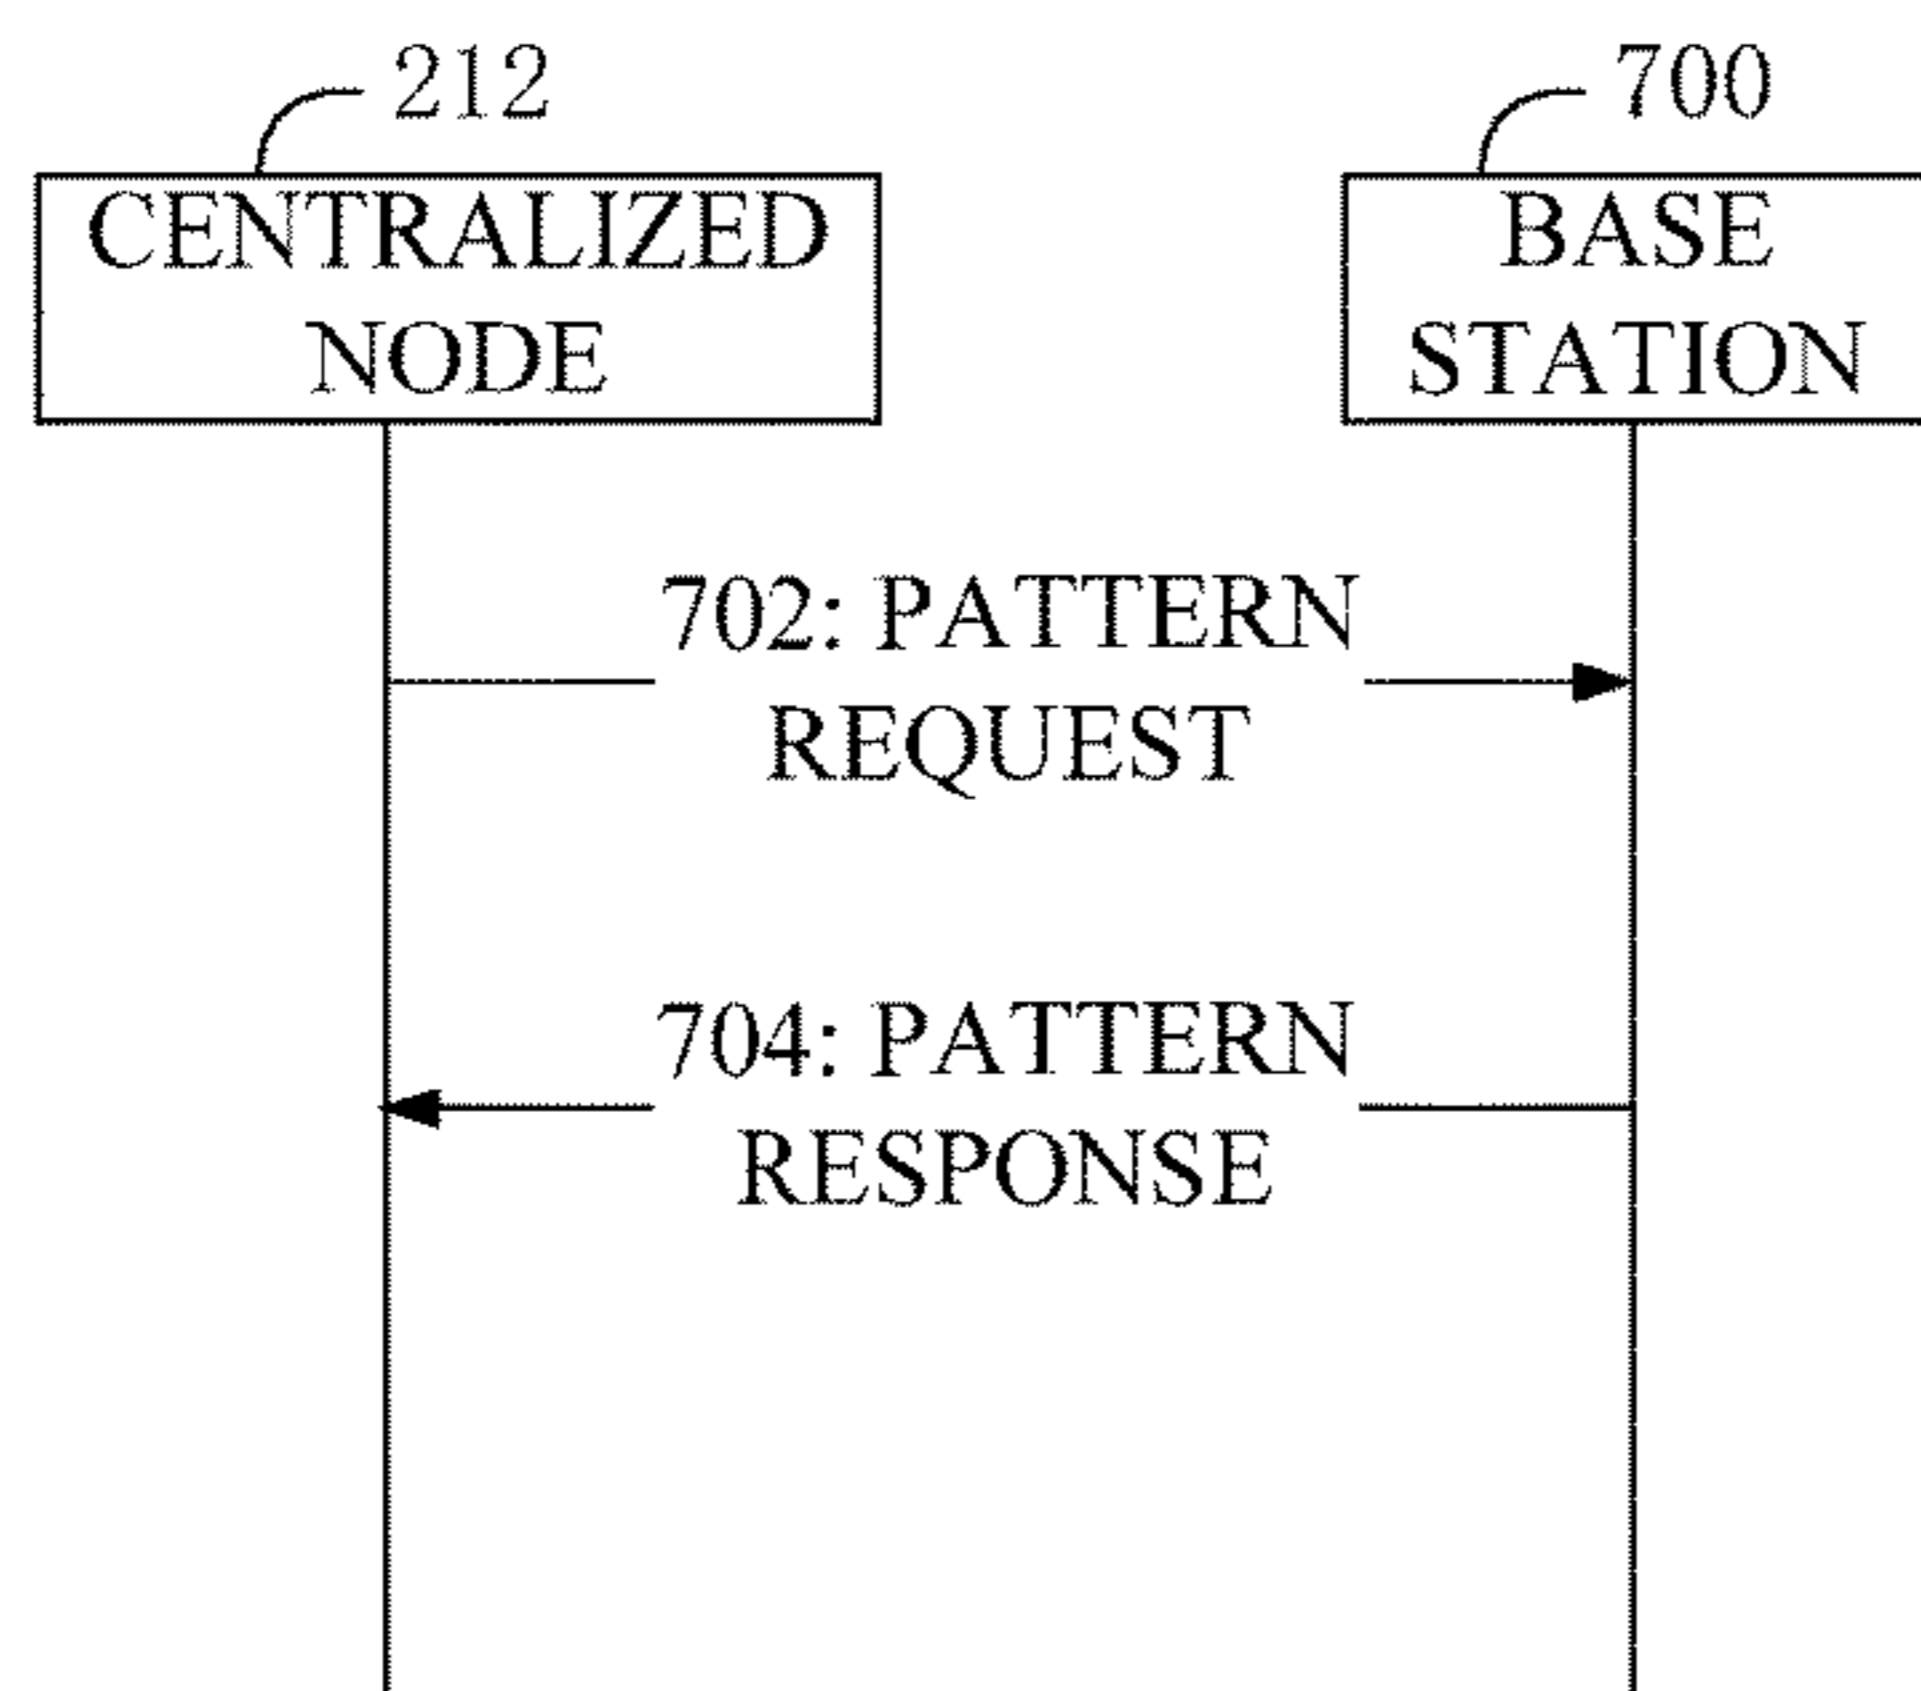 212
700
CENTRALIZED
NODE
BASE
STATION
702: PATTERN
REQUEST
704: PATTERN
RESPONSE